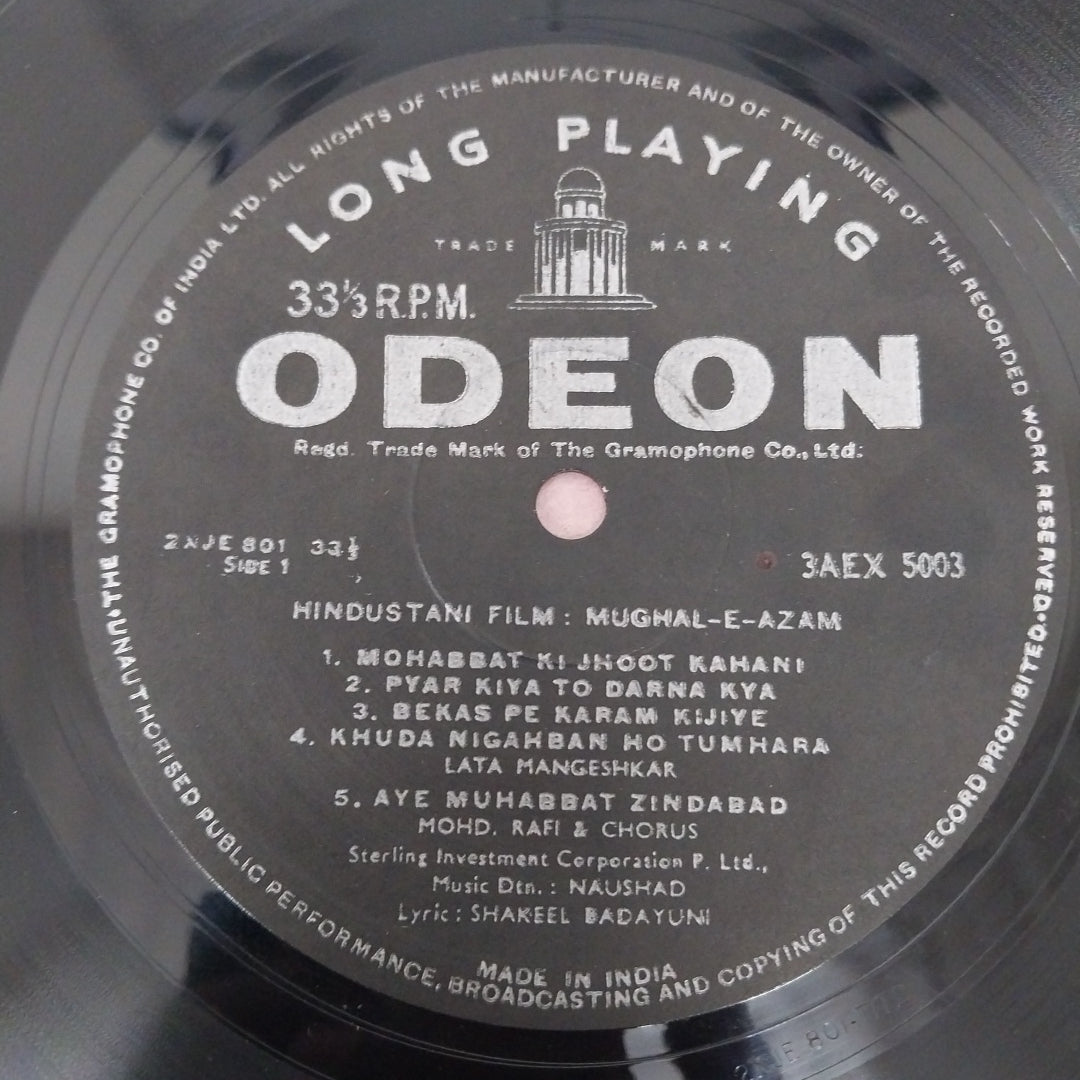 THE GRAMOPHONE CO. OF INDIA LTD. ALL RIGHTS OF THE MANUFACTURER AND OF THE OWNER OF THE RECORDED WORK RESERVED • UNAUTHORISED PUBLIC PERFORMANCE, BROADCASTING AND COPYING OF THIS RECORD PROHIBITED •
LONG PLAYING
TRADE MARK
33⅓ R.P.M.
ODEON
Regd. Trade Mark of The Gramophone Co., Ltd.
2XJE 801 33⅓
SIDE 1
3AEX 5003
HINDUSTANI FILM : MUGHAL-E-AZAM
1. MOHABBAT KI JHOOT KAHANI
2. PYAR KIYA TO DARNA KYA
3. BEKAS PE KARAM KIJIYE
4. KHUDA NIGAHBAN HO TUMHARA
LATA MANGESHKAR
5. AYE MUHABBAT ZINDABAD
MOHD. RAFI & CHORUS
Sterling Investment Corporation P. Ltd.,
Music Dtn. : NAUSHAD
Lyric : SHAKEEL BADAYUNI
MADE IN INDIA